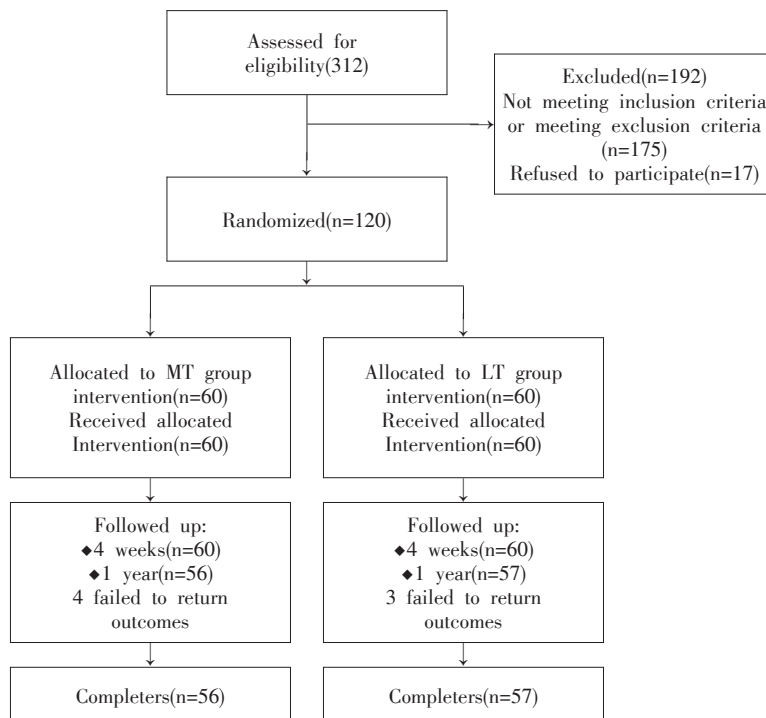 Assessed for
eligibility(312)
Excluded(n=192)
Not meeting inclusion criteria
or meeting exclusion criteria
(n=175)
Refused to participate(n=17)
Randomized(n=120)
Allocated to MT group
intervention(n=60)
Received allocated
Intervention(n=60)
Allocated to LT group
intervention(n=60)
Received allocated
Intervention(n=60)
Followed up:
◆4 weeks(n=60)
◆1 year(n=56)
4 failed to return
outcomes
Followed up:
◆4 weeks(n=60)
◆1 year(n=57)
3 failed to return
outcomes
Completers(n=56)
Completers(n=57)